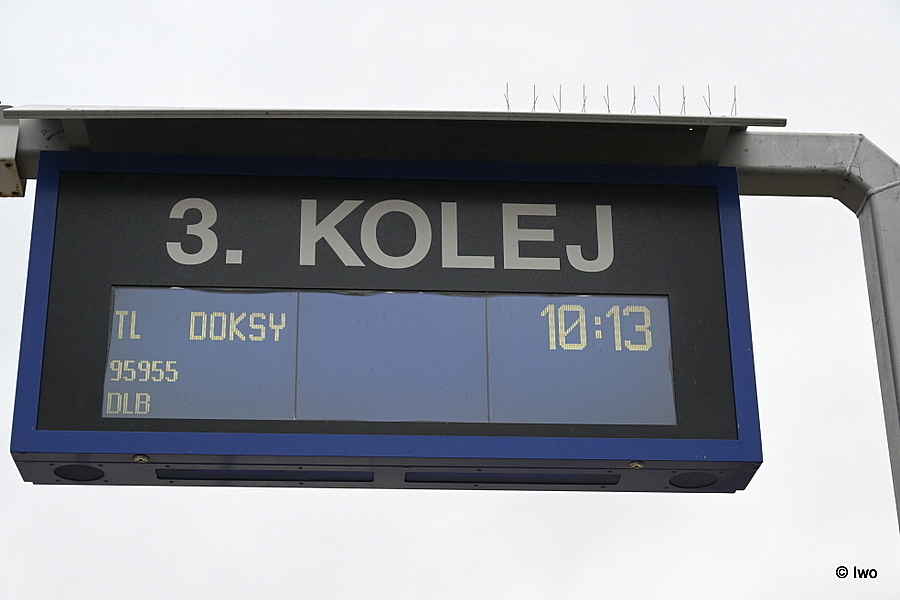 3. KOLEJ
TL DOKSY 10:13
95955
DLB
© Iwo